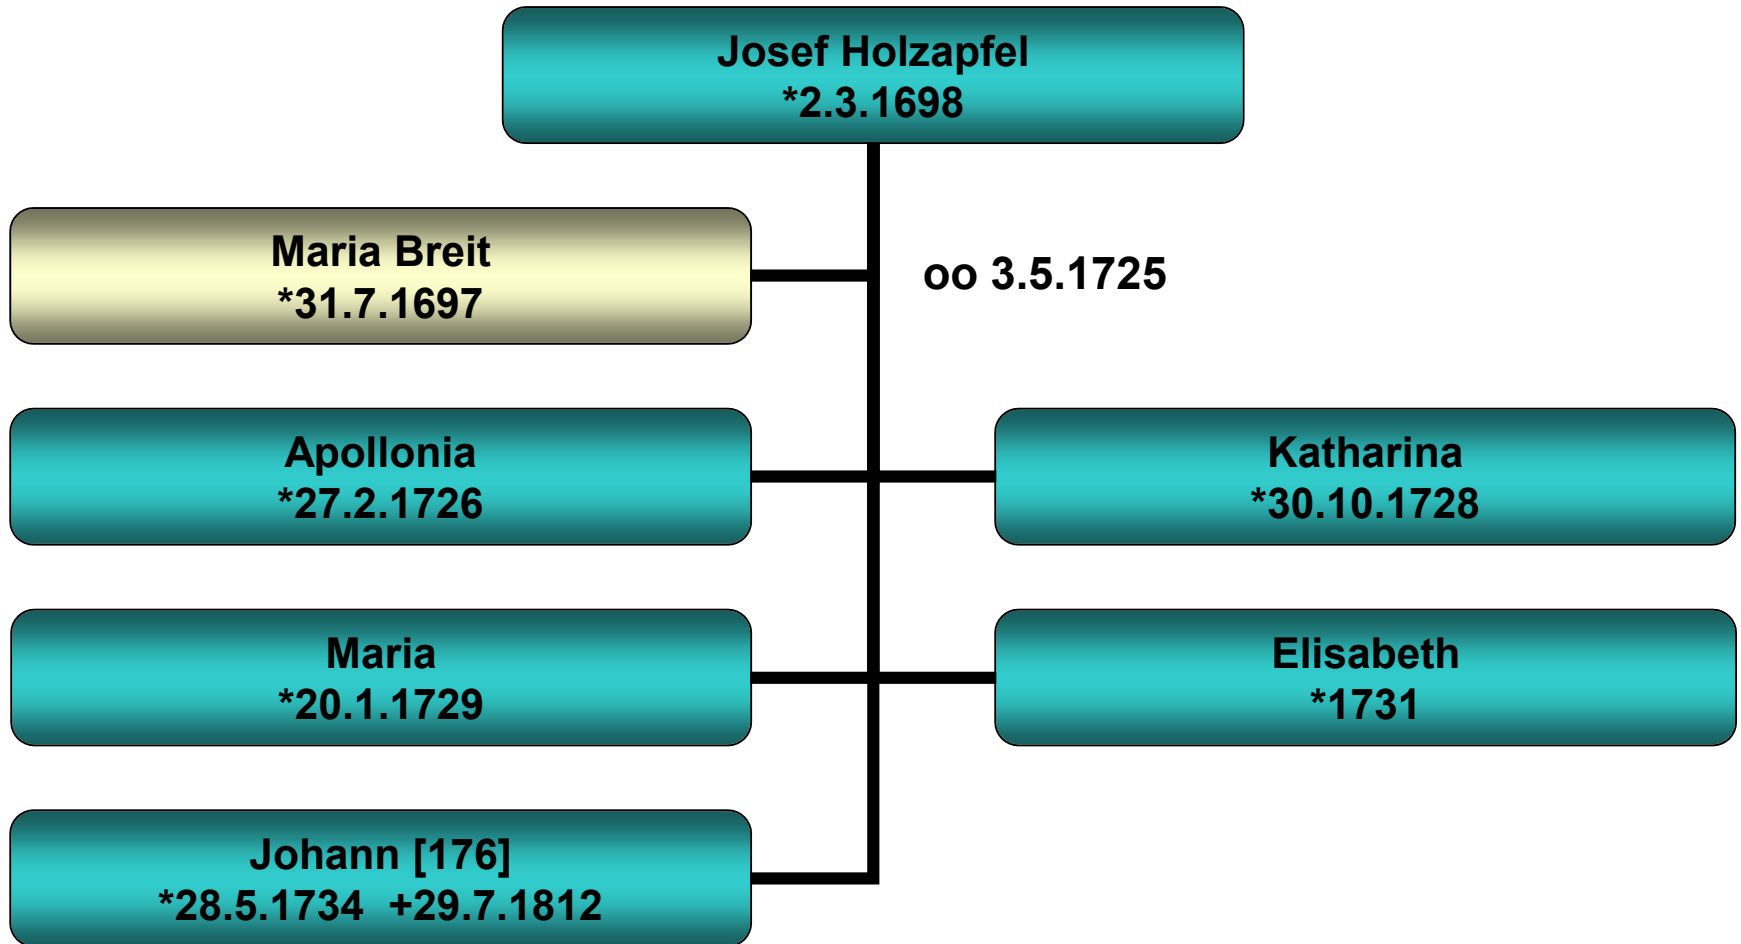 Josef Holzapfel
*2.3.1698
Maria Breit
*31.7.1697
oo 3.5.1725
Apollonia
*27.2.1726
Katharina
*30.10.1728
Maria
*20.1.1729
Elisabeth
*1731
Johann [176]
*28.5.1734  +29.7.1812